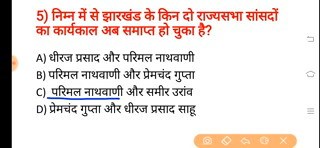 5) निम्न में से झारखंड के किन दो राज्यसभा सांसदों
का कार्यकाल अब समाप्त हो चुका है?
A) धीरज प्रसाद और परिमल नाथवाणी
B) परिमल नाथवाणी और प्रेमचंद गुप्ता
C) परिमल नाथवाणी और समीर उरांव
D) प्रेमचंद गुप्ता और धीरज प्रसाद साहू